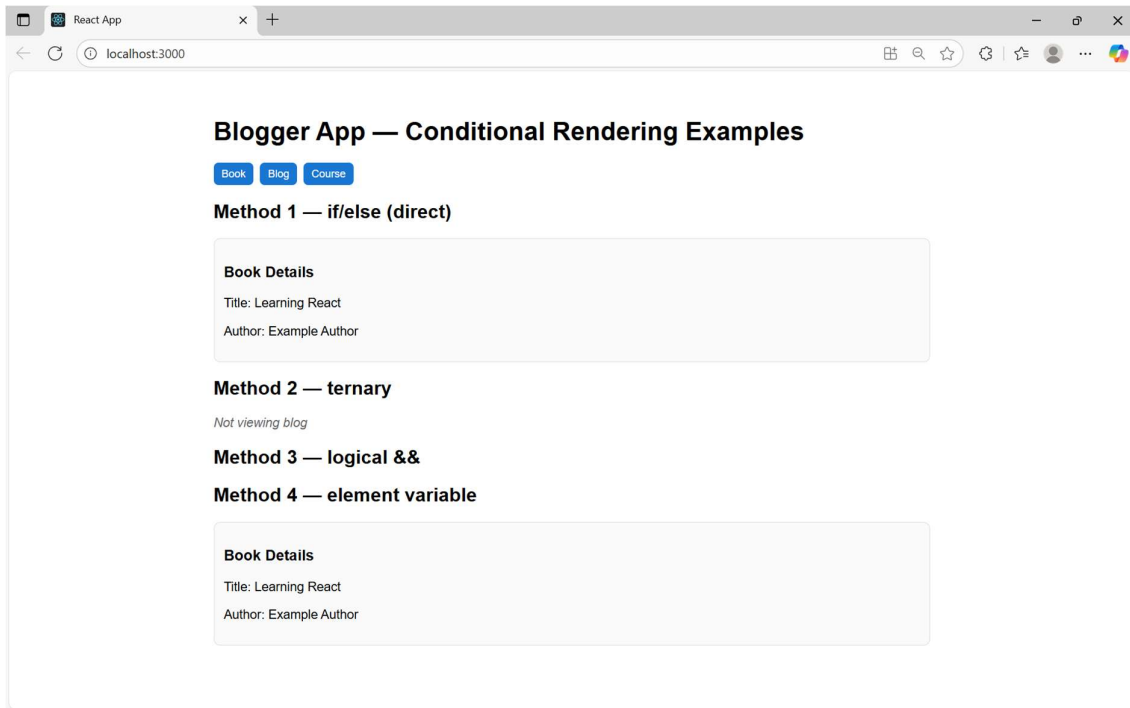 React App
localhost:3000
Blogger App — Conditional Rendering Examples
Book Blog Course
Method 1 — if/else (direct)
Book Details
Title: Learning React
Author: Example Author
Method 2 — ternary
Not viewing blog
Method 3 — logical &&
Method 4 — element variable
Book Details
Title: Learning React
Author: Example Author